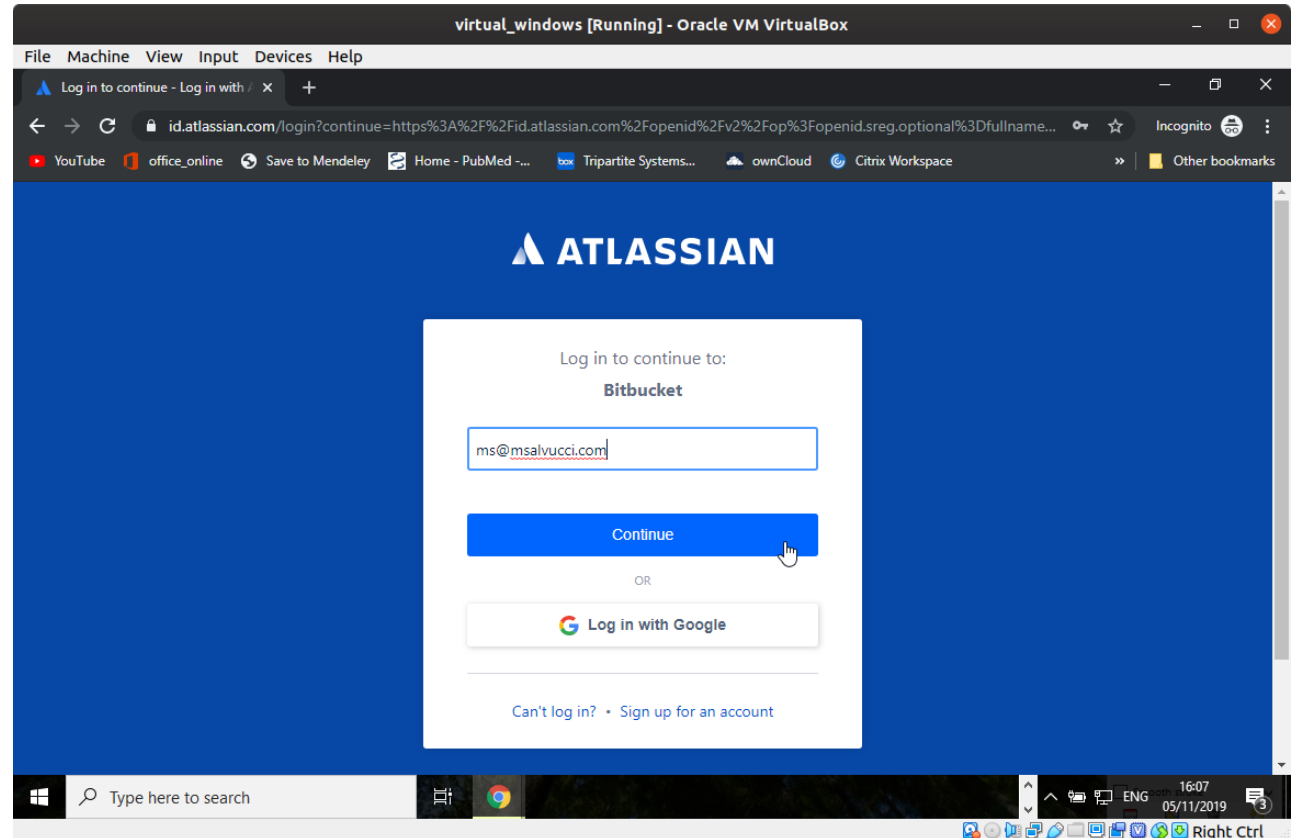 virtual_windows [Running] - Oracle VM VirtualBox
File Machine View Input Devices Help
Log in to continue - Log in with A
id.atlassian.com/login?continue=https%3A%2F%2Fid.atlassian.com%2Fopenid%2Fv2%2Fop%3Fopenid.sreg.optional%3Dfullname... Incognito
YouTube office_online Save to Mendeley Home - PubMed -... box Tripartite Systems... ownCloud Citrix Workspace » Other bookmarks
ATLASSIAN
Log in to continue to:
Bitbucket
ms@msalvucci.com
Continue
OR
Log in with Google
Can't log in? • Sign up for an account
Type here to search ENG 16:07
05/11/2019 3
Right Ctrl